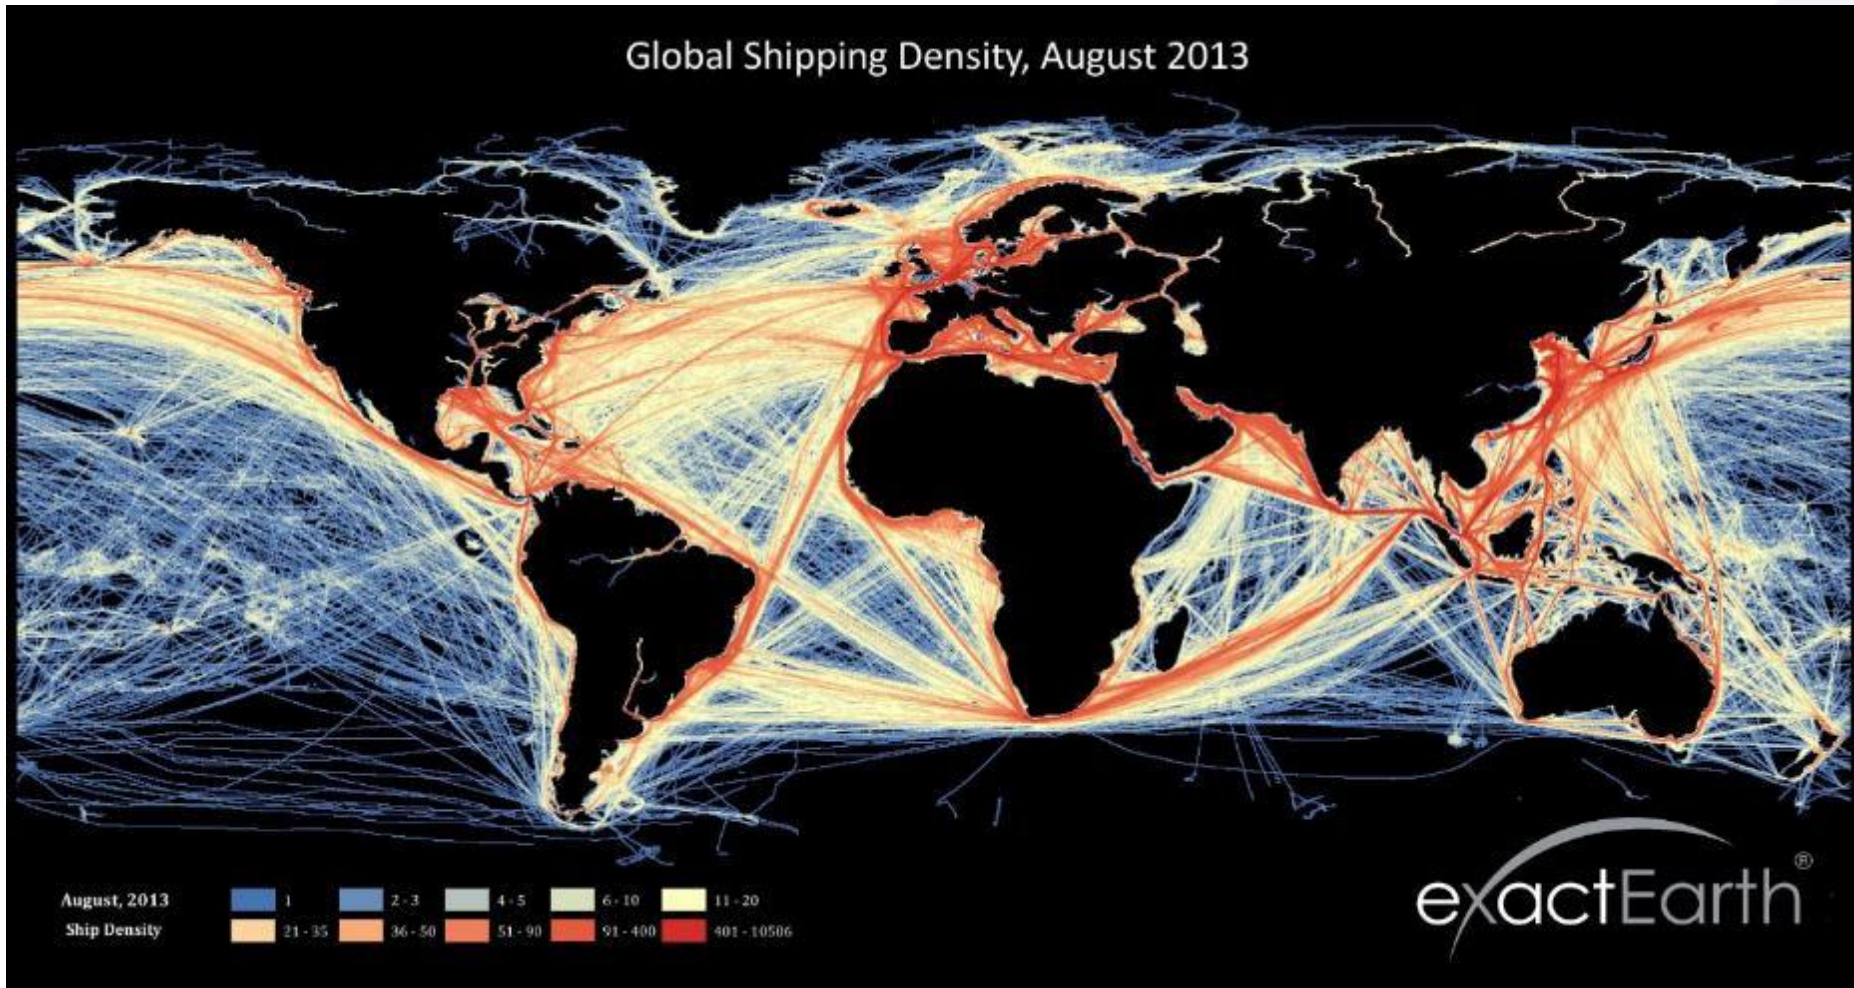 Global Shipping Density, August 2013
August, 2013 1 2 - 3 4 - 5 6 - 10 11 - 20
Ship Density 21 - 35 36 - 50 51 - 90 91 - 400 401 - 10506
exactEarth®